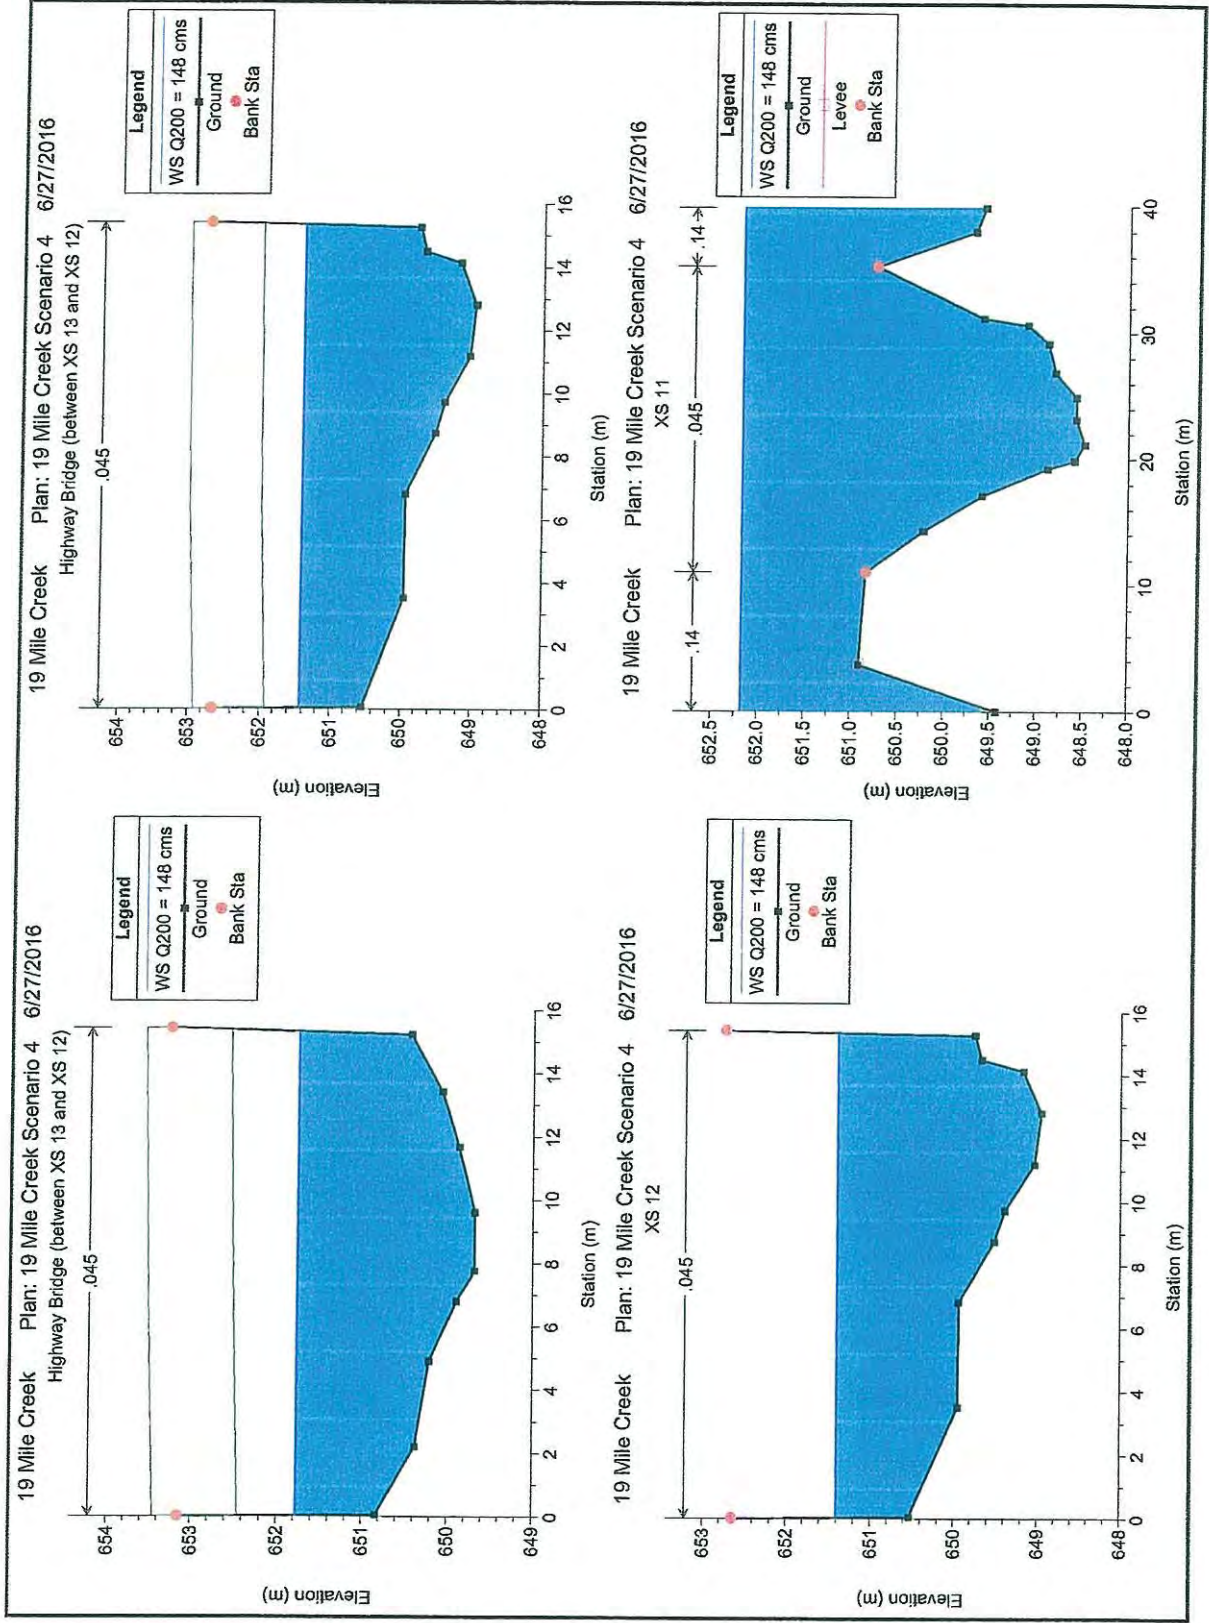 19 Mile Creek Plan: 19 Mile Creek Scenario 4 6/27/2016
Highway Bridge (between XS 13 and XS 12)
.045
Legend
WS Q200 = 148 cms
Ground
Bank Sta
654
653
652
651
650
649
Elevation (m)
0 2 4 6 8 10 12 14 16
Station (m)
19 Mile Creek Plan: 19 Mile Creek Scenario 4 6/27/2016
Highway Bridge (between XS 13 and XS 12)
.045
Legend
WS Q200 = 148 cms
Ground
Bank Sta
654
653
652
651
650
649
648
Elevation (m)
0 2 4 6 8 10 12 14 16
Station (m)
19 Mile Creek Plan: 19 Mile Creek Scenario 4 6/27/2016
XS 12
.045
Legend
WS Q200 = 148 cms
Ground
Bank Sta
653
652
651
650
649
648
Elevation (m)
0 2 4 6 8 10 12 14 16
Station (m)
19 Mile Creek Plan: 19 Mile Creek Scenario 4 6/27/2016
XS 11
.14 .045 .14
Legend
WS Q200 = 148 cms
Ground
Levee
Bank Sta
652.5
652.0
651.5
651.0
650.5
650.0
649.5
649.0
648.5
648.0
Elevation (m)
0 10 20 30 40
Station (m)